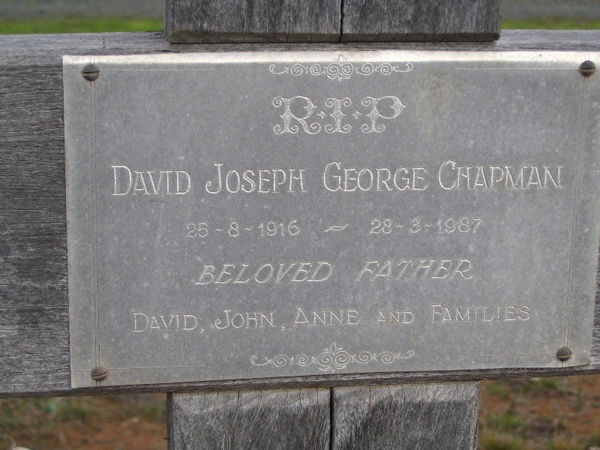 R·I·P
DAVID JOSEPH GEORGE CHAPMAN
25-8-1916 ~ 28-3-1987
BELOVED FATHER
DAVID, JOHN, ANNE AND FAMILIES